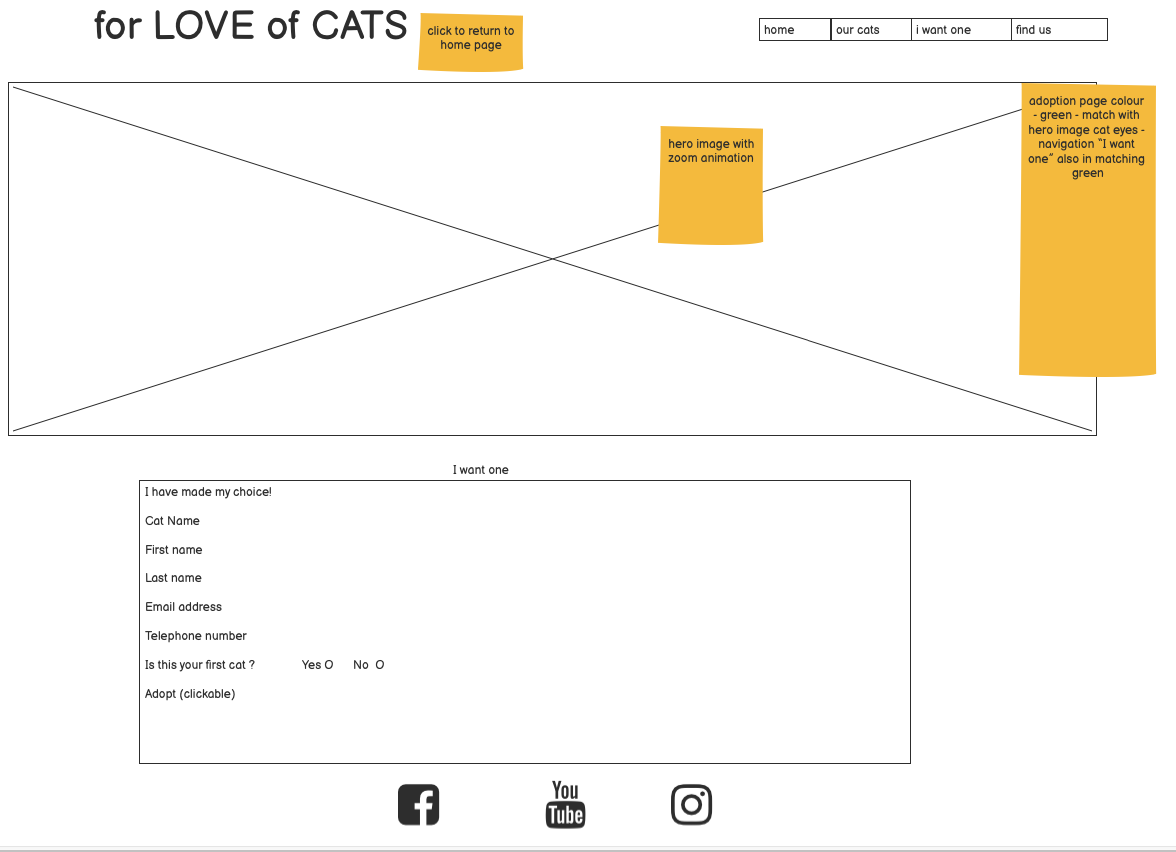 for LOVE of CATS
click to return to
home page
home
our cats
i want one
find us
hero image with
zoom animation
adoption page colour
- green - match with
hero image cat eyes -
navigation "I want
one" also in matching
green
I want one
I have made my choice!
Cat Name
First name
Last name
Email address
Telephone number
Is this your first cat ? Yes O No O
Adopt (clickable)
You
Tube